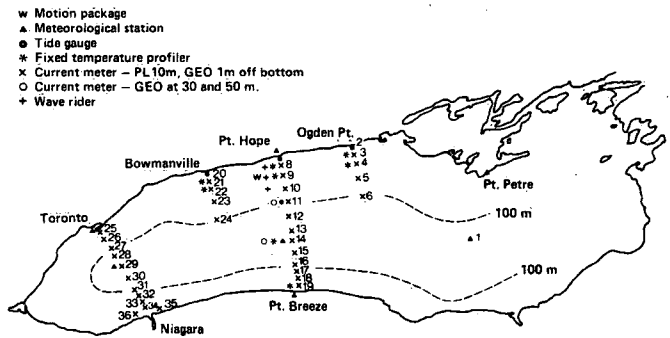 w Motion package
▲ Meteorological station
● Tide gauge
* Fixed temperature profiler
x Current meter – PL10m, GEO 1m off bottom
○ Current meter – GEO at 30 and 50 m.
+ Wave rider
Ogden Pt.
Pt. Hope
Bowmanville
Pt. Petre
Toronto
100 m
100 m
Pt. Breeze
Niagara
2
3
4
5
6
8
w 9
10
11
12
13
14
15
16
17
18
19
20
21
22
23
24
25
26
27
28
29
30
31
32
33
34
35
36
1